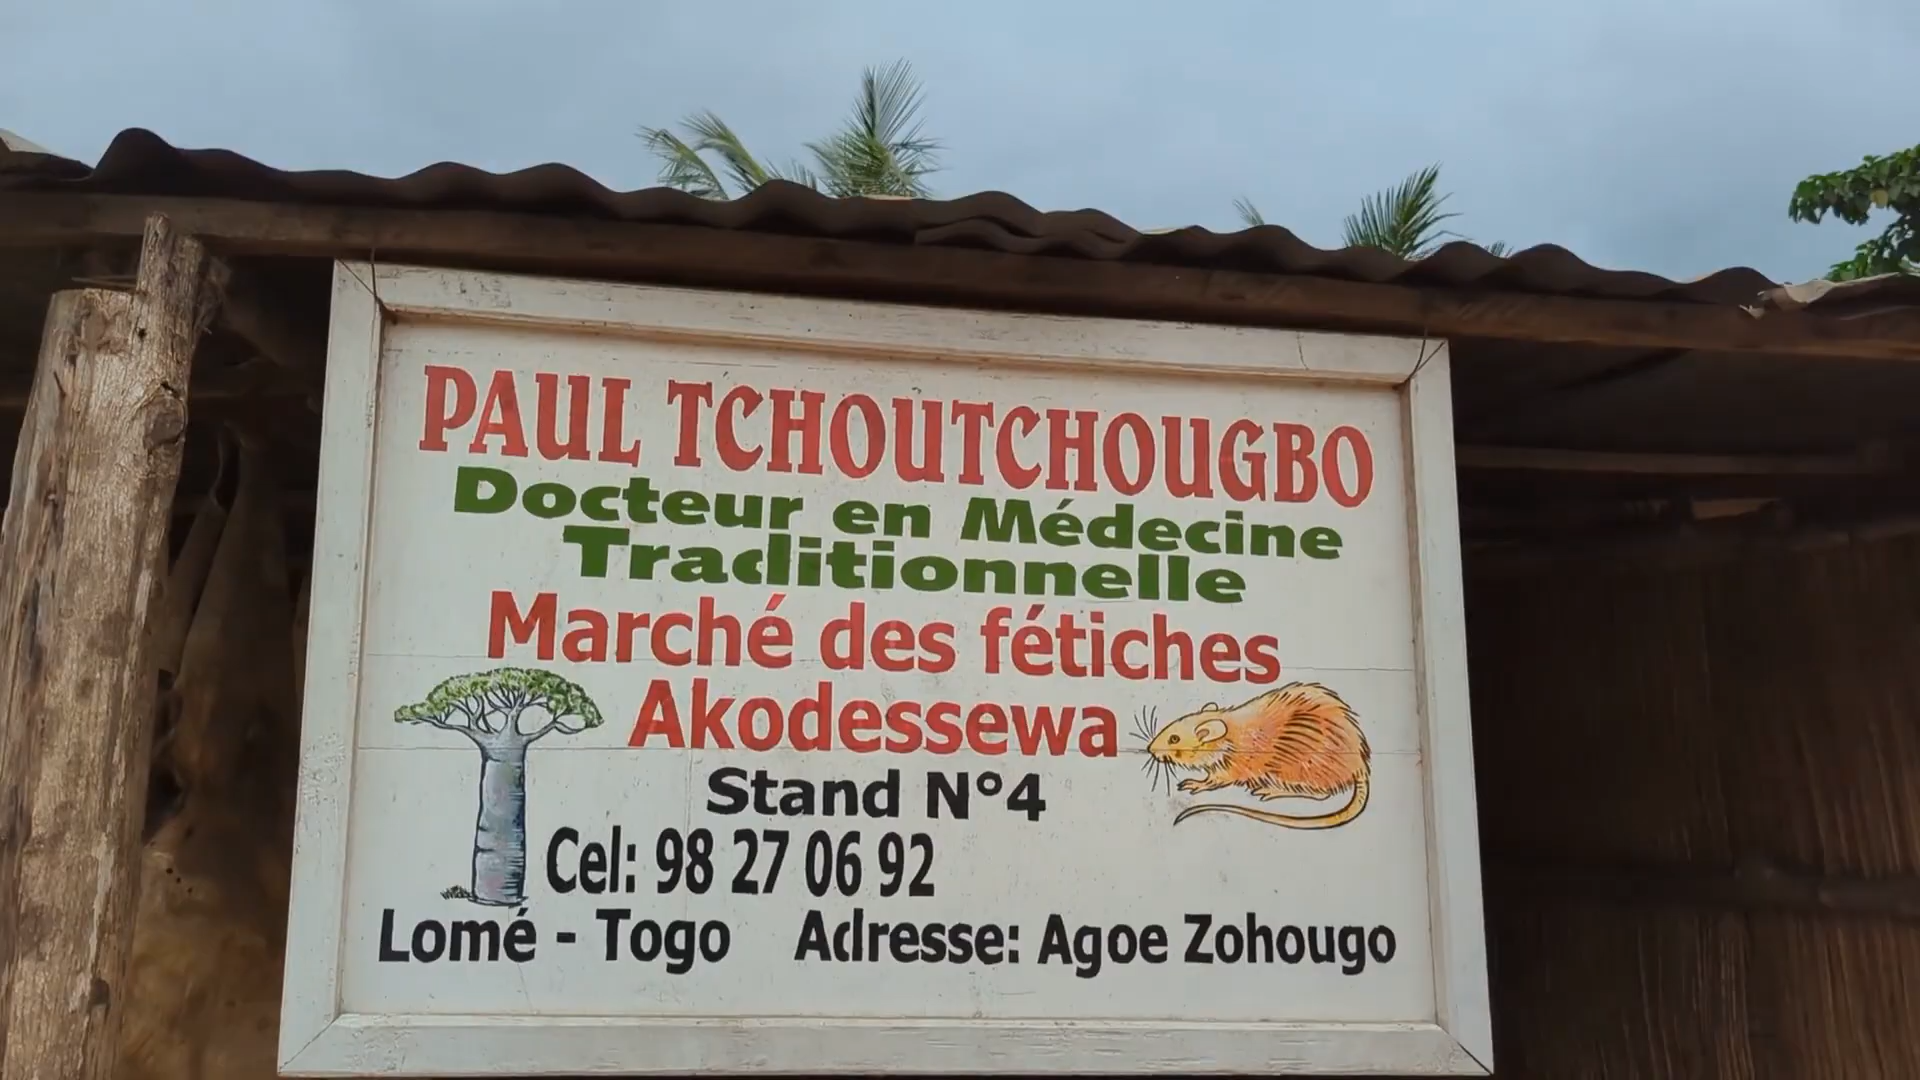 PAUL TCHOUTCHOUGBO
Docteur en Médecine
Traditionnelle
Marché des fétiches
Akodessewa
Stand N°4
Cel: 98 27 06 92
Lomé - Togo Adresse: Agoe Zohougo